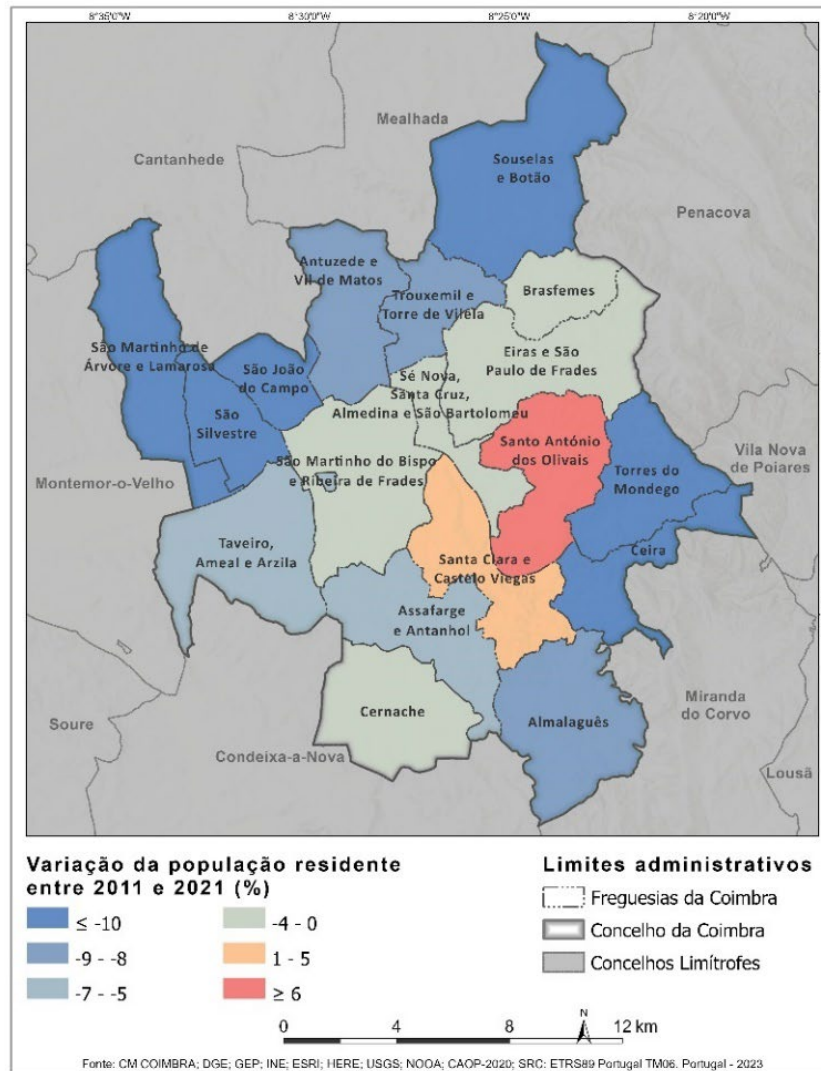 8°35'0"W 8°30'0"W 8°25'0"W 8°20'0"W
Mealhada
Cantanhede
Souselas
e Botão
Penacova
Antuzede e
Vil de Matos
Trouxemil e
Torre de Vilela
Brasfemes
São Martinho de
Árvore e Lamarosa
São João
do Campo
Eiras e São
Paulo de Frades
Sé Nova,
Santa Cruz,
Almedina e São Bartolomeu
São
Silvestre
Santo António
dos Olivais
Vila Nova
de Poiares
São Martinho do Bispo
e Ribeira de Frades
Torres do
Mondego
Montemor-o-Velho
Taveiro,
Ameal e Arzila
Santa Clara e
Castelo Viegas
Ceira
Assafarge
e Antanhol
Cernache
Almalaguês
Miranda
do Corvo
Soure
Condeixa-a-Nova
Lousã
Variação da população residente
entre 2011 e 2021 (%)
≤ -10
-9 - -8
-7 - -5
-4 - 0
1 - 5
≥ 6
Limites administrativos
Freguesias da Coimbra
Concelho da Coimbra
Concelhos Limítrofes
N
0 4 8 12 km
Fonte: CM COIMBRA; DGE; GEP; INE; ESRI; HERE; USGS; NOOA; CAOP-2020; SRC: ETRS89 Portugal TM06. Portugal - 2023